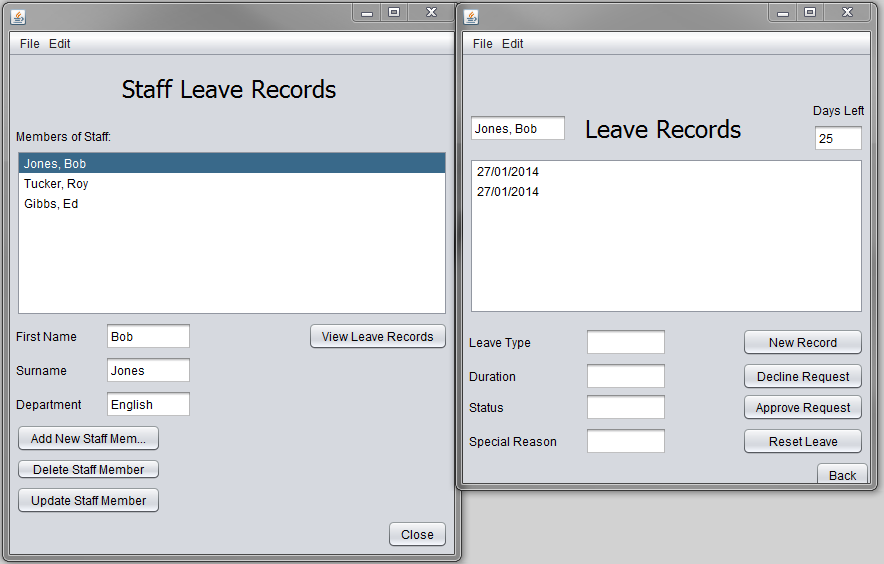 File Edit
Staff Leave Records
Members of Staff:
Jones, Bob
Tucker, Roy
Gibbs, Ed
First Name Bob View Leave Records
Surname Jones
Department English
Add New Staff Mem...
Delete Staff Member
Update Staff Member
Close
File Edit
Days Left
Jones, Bob Leave Records 25
27/01/2014
27/01/2014
Leave Type New Record
Duration Decline Request
Status Approve Request
Special Reason Reset Leave
Back